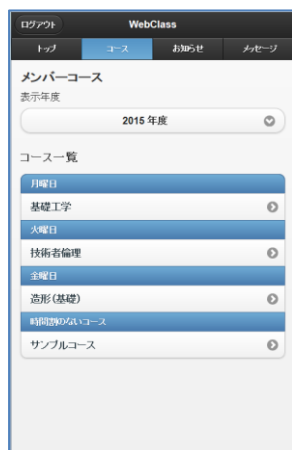 ログアウト
WebClass
トップ
コース
お知らせ
メッセージ
メンバーコース
表示年度
2015 年度
コース一覧
月曜日
基礎工学
火曜日
技術者倫理
金曜日
造形(基礎)
時間割のないコース
サンプルコース